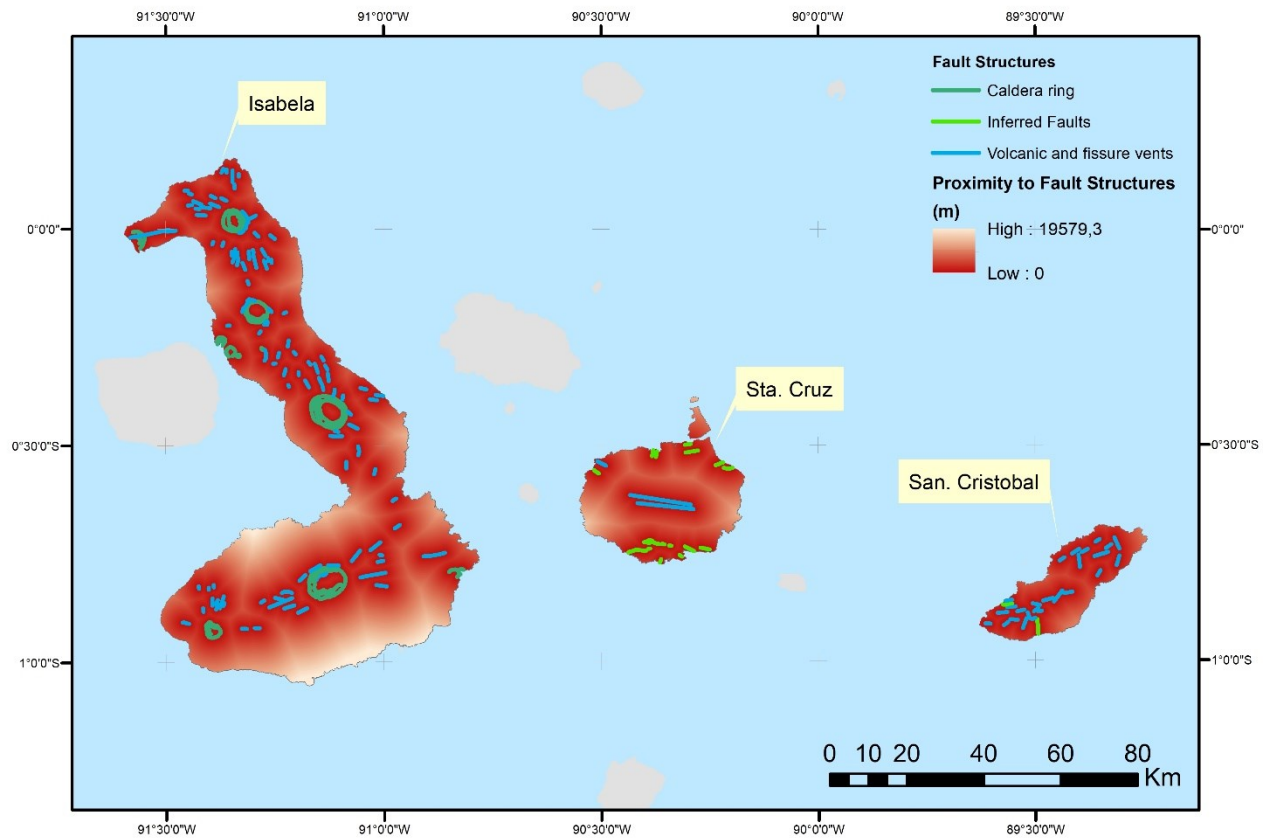 91°30'0"W 91°0'0"W 90°30'0"W 90°0'0"W 89°30'0"W
Fault Structures
Caldera ring
Inferred Faults
Volcanic and fissure vents
Proximity to Fault Structures
(m)
High : 19579,3
Low : 0
Isabela
0°0'0" 0°0'0"
Sta. Cruz
0°30'0"S 0°30'0"S
San. Cristobal
1°0'0"S 1°0'0"S
0 10 20 40 60 80
Km
91°30'0"W 91°0'0"W 90°30'0"W 90°0'0"W 89°30'0"W